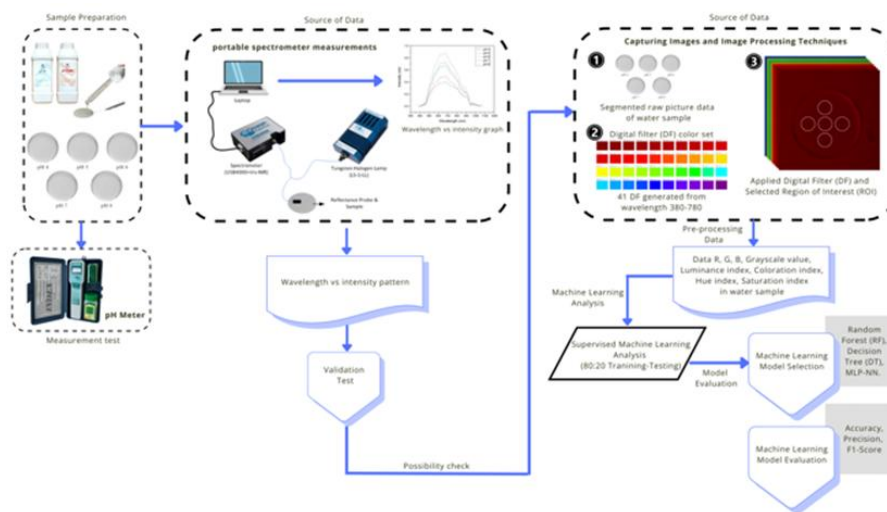 Sample Preparation
pH 4
pH 5
pH 7
pH Meter
Measurement test
Source of Data
portable spectrometer measurements
Laptop
Wavelength vs intensity graph
Spectrometer
Tungsten Halogen Lamp
(LS-1-LL)
Reflectance Probe &
Sample
Wavelength vs intensity pattern
Validation
Test
Possibility check
Source of Data
Capturing Images and Image Processing Techniques
1
Segmented raw picture data
of water sample
2
Digital filter (DF) color set
41 DF generated from
wavelength 380-780
3
Applied Digital Filter (DF) and
Selected Region of Interest (ROI)
Pre-processing
Data
Data R, G, B, Grayscale value,
Luminance index, Coloration index,
Hue index, Saturation index
in water sample
Machine Learning
Analysis
Supervised Machine Learning
Analysis
(80:20 Tranining-Testing)
Model
Evaluation
Machine Learning
Model Selection
Random
Forest (RF),
Decision
Tree (DT),
MLP-NN.
Machine Learning
Model Evaluation
Accuracy,
Precision,
F1-Score